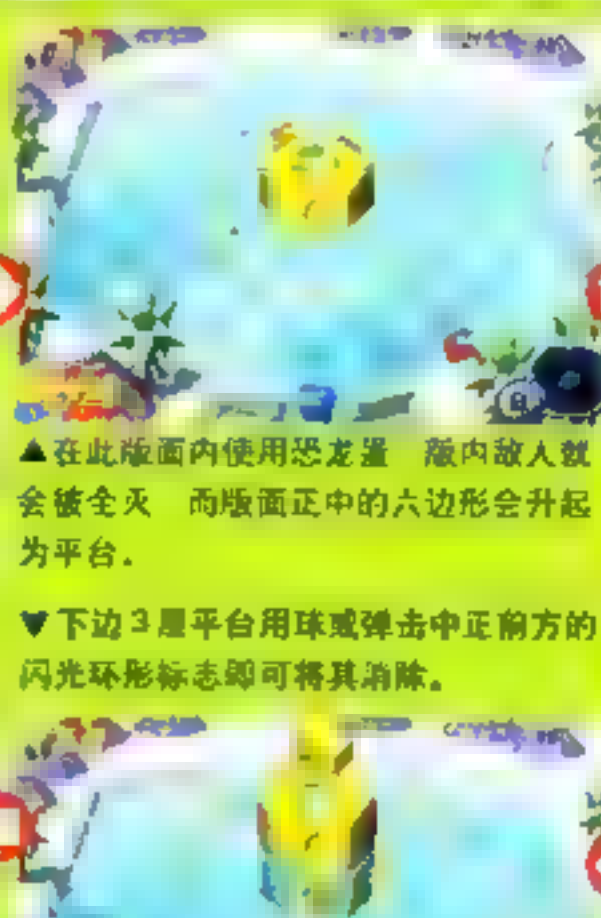 ▲在此版面内使用恐龙蛋 版内敌人就
会被全灭 而版面正中的六边形会升起
为平台.
▼下边3层平台用球或弹击中正前方的
闪光环形标志即可将其消除。